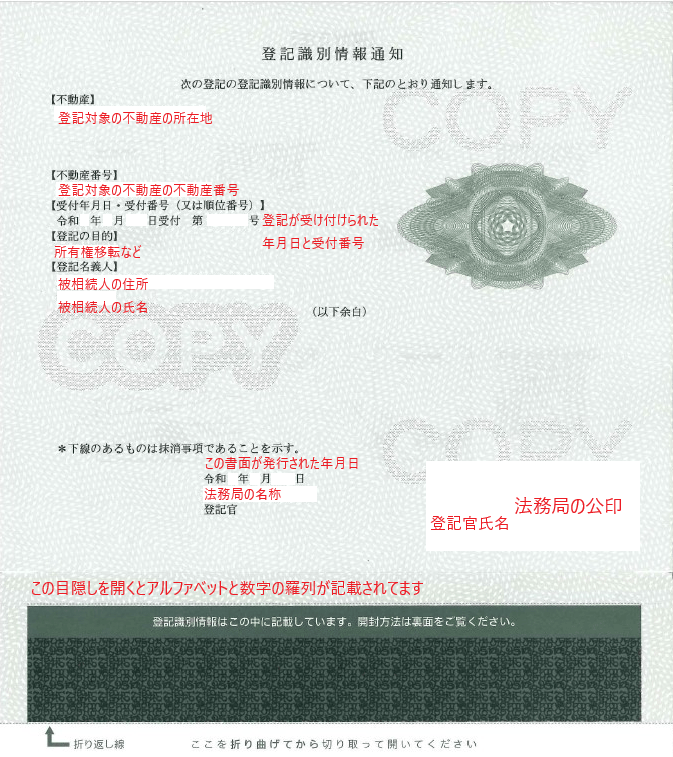 登記識別情報通知
次の登記の登記識別情報について、下記のとおり通知します。
【不動産】
登記対象の不動産の所在地
COPY
【不動産番号】
登記対象の不動産の不動産番号
【受付年月日・受付番号（又は順位番号）】
令和 年 月 日受付 第 号 登記が受け付けられた
年月日と受付番号
【登記の目的】
所有権移転など
【登記名義人】
被相続人の住所
被相続人の氏名
（以下余白）
COPY
COPY
＊下線のあるものは抹消事項であることを示す。
この書面が発行された年月日
令和 年 月 日
法務局の名称
登記官
法務局の公印
登記官氏名
この目隠しを開くとアルファベットと数字の羅列が記載されてます
登記識別情報はこの中に記載しています。開封方法は裏面をご覧ください。
折り返し線
ここを折り曲げてから切り取って開いてください